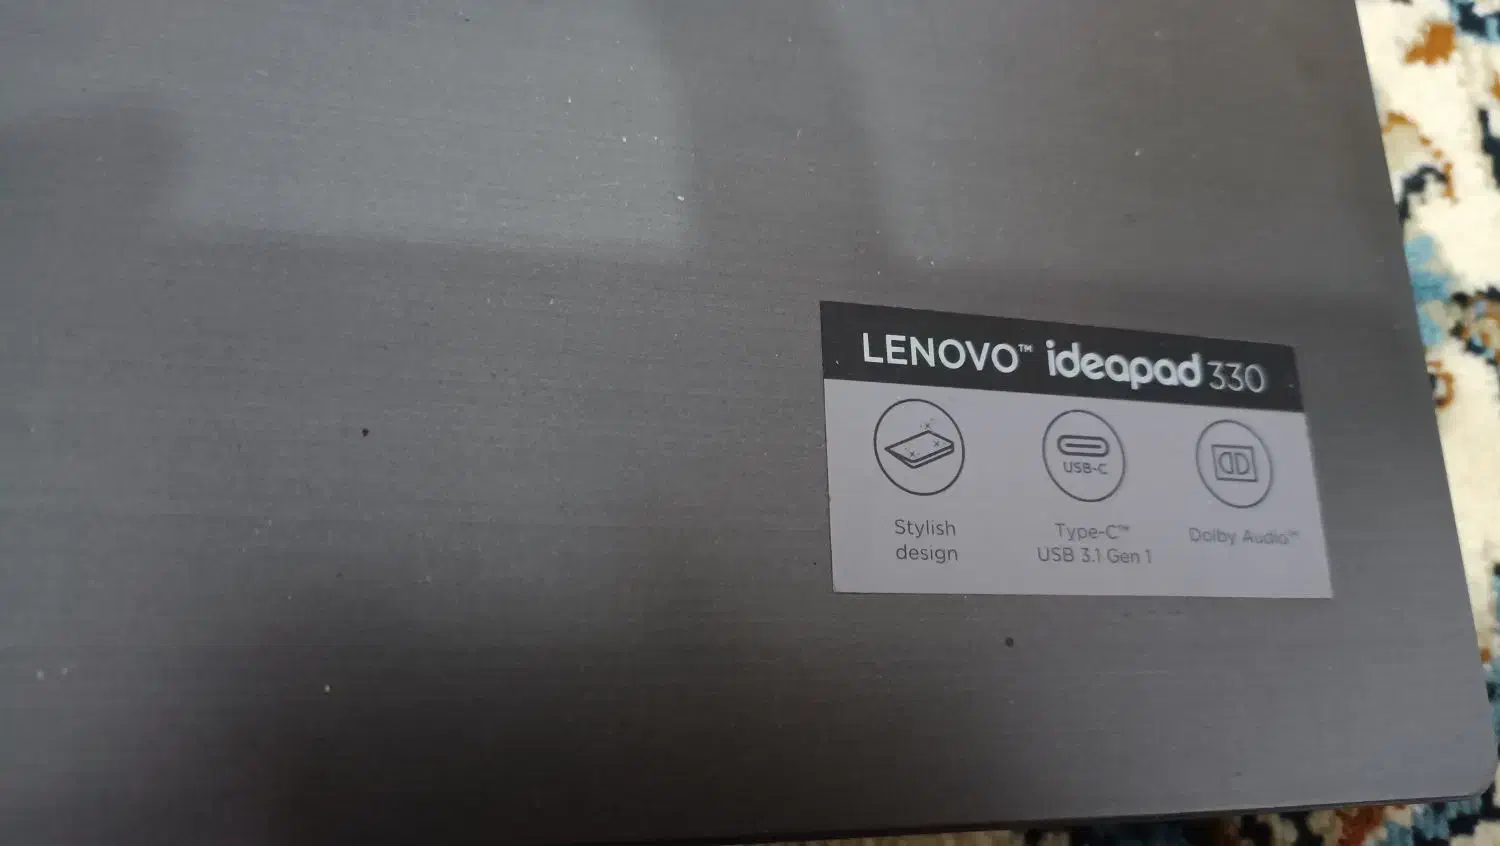 LENOVO™ ideapad 330
USB-C
Stylish
design
Type-C™
USB 3.1 Gen 1
Dolby Audio™